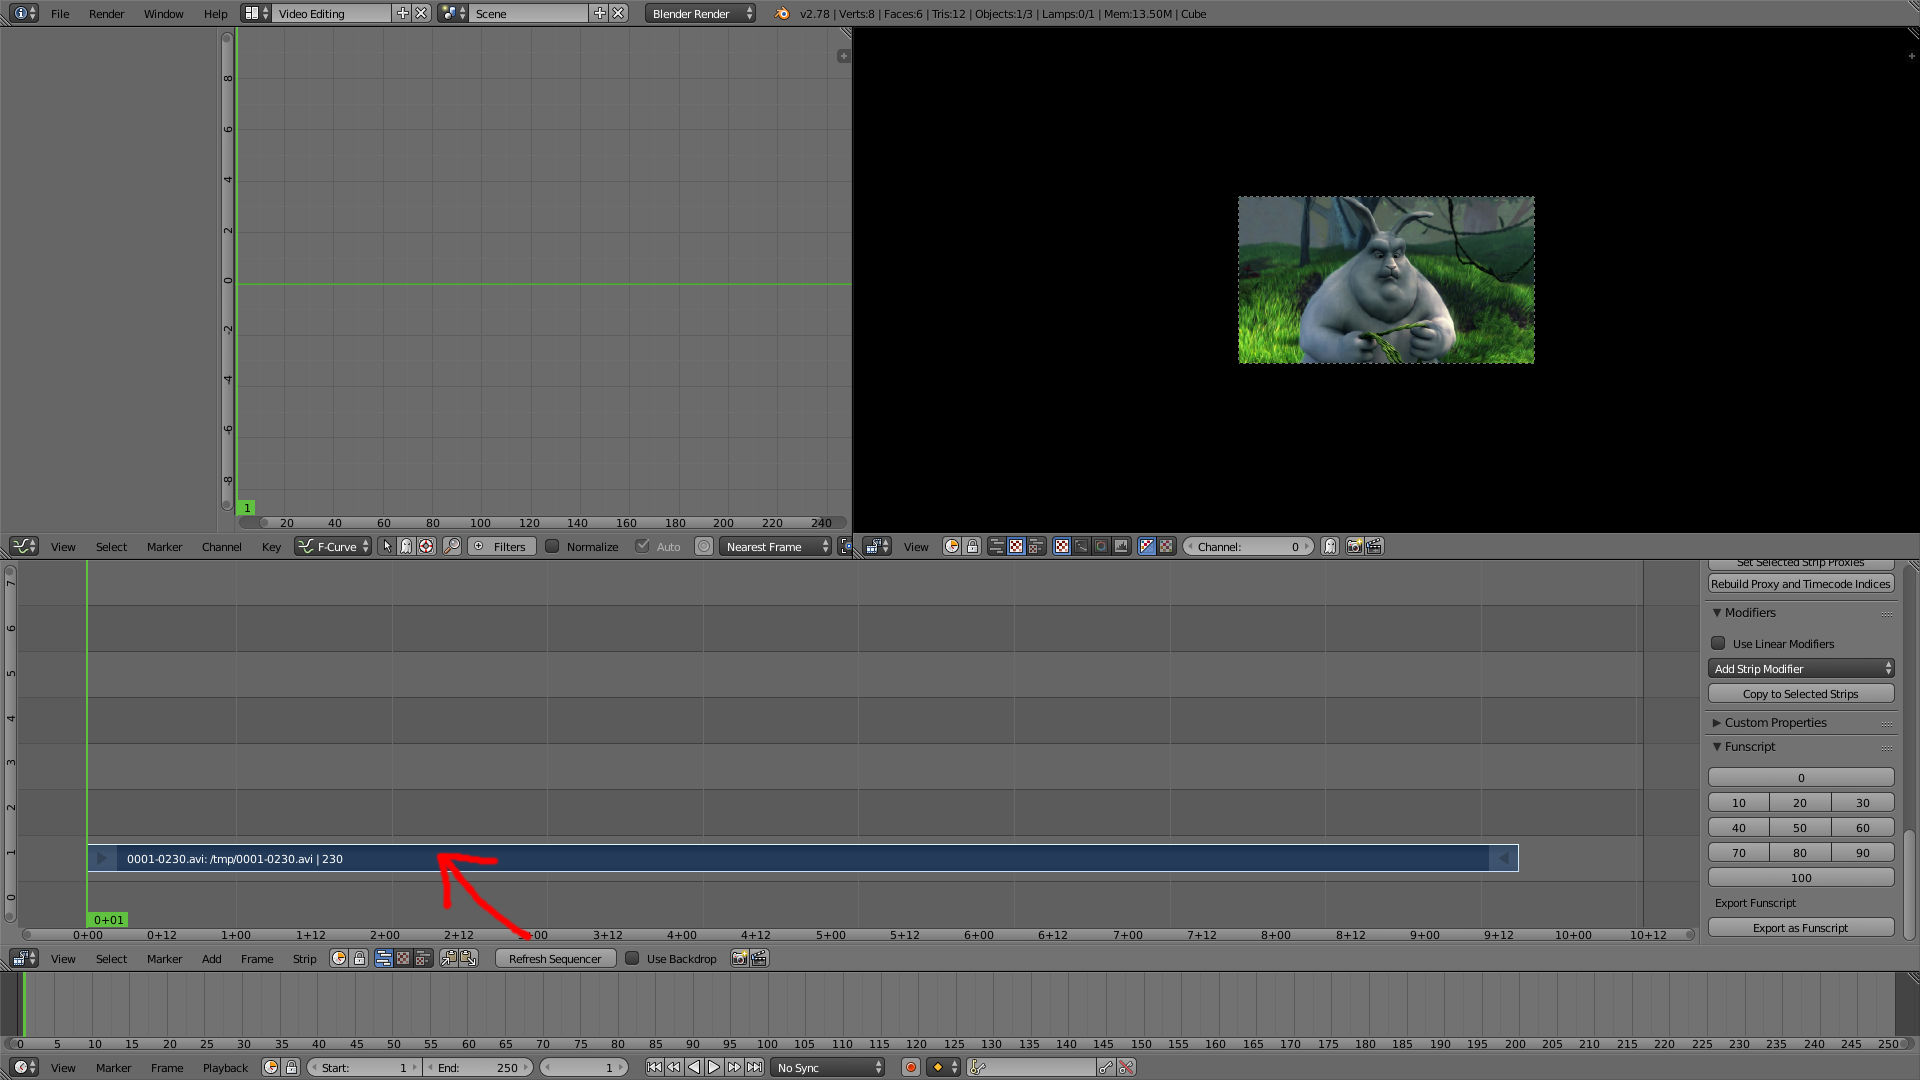 File Render Window Help Video Editing Scene Blender Render v2.78 | Verts:8 | Faces:6 | Tris:12 | Objects:1/3 | Lamps:0/1 | Mem:13.50M | Cube
8
6
4
2
0
-2
-4
-6
-8
1
20 40 60 80 100 120 140 160 180 200 220 240
View Select Marker Channel Key F-Curve Filters Normalize Auto Nearest Frame
View Channel: 0
7
6
5
4
3
2
1
0
0001-0230.avi: /tmp/0001-0230.avi | 230
0+01
0+00 0+12 1+00 1+12 2+00 2+12 3+00 3+12 4+00 4+12 5+00 5+12 6+00 6+12 7+00 7+12 8+00 8+12 9+00 9+12 10+00 10+12
Set Selected Strip Proxies
Rebuild Proxy and Timecode Indices
Modifiers
Use Linear Modifiers
Add Strip Modifier
Copy to Selected Strips
Custom Properties
Funscript
0
10 20 30
40 50 60
70 80 90
100
Export Funscript
Export as Funscript
View Select Marker Add Frame Strip Refresh Sequencer Use Backdrop
0 5 10 15 20 25 30 35 40 45 50 55 60 65 70 75 80 85 90 95 100 105 110 115 120 125 130 135 140 145 150 155 160 165 170 175 180 185 190 195 200 205 210 215 220 225 230 235 240 245 250
View Marker Frame Playback Start: 1 End: 250 1 No Sync